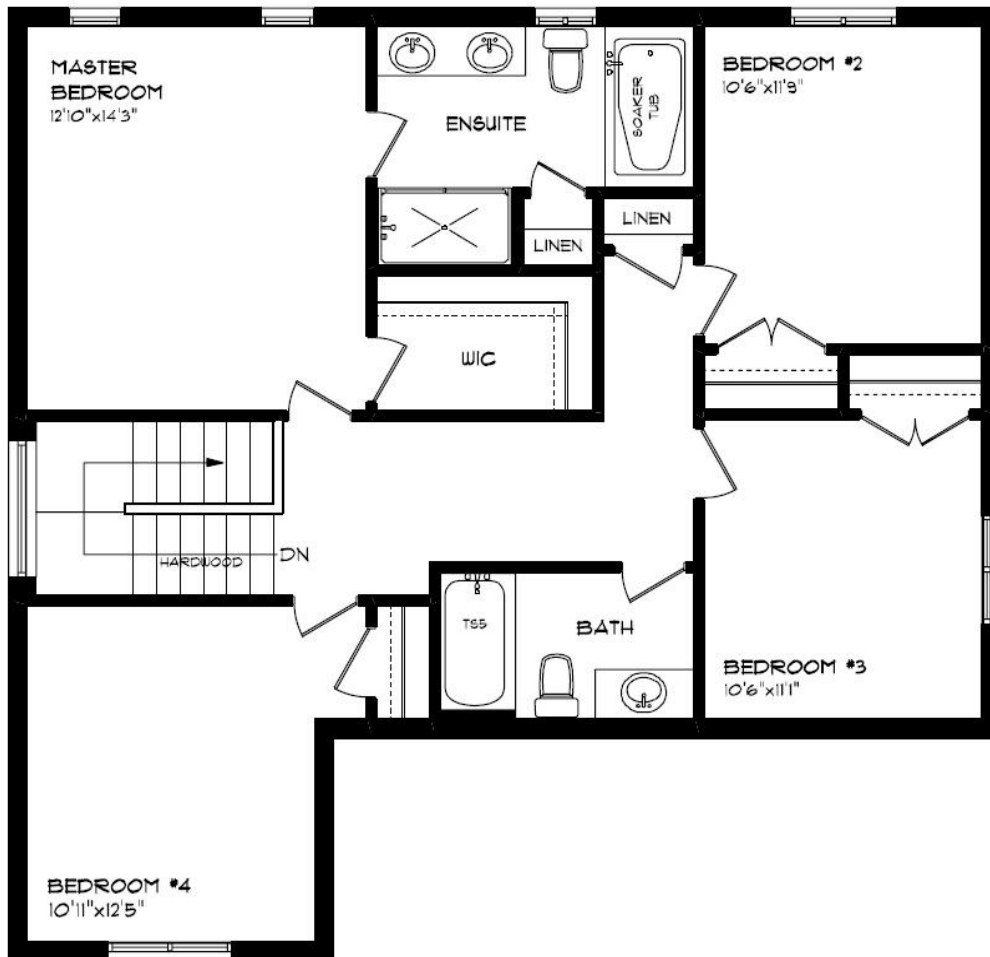 MASTER
BEDROOM
12'10"x14'3"
ENSUITE
SOAKER
TUB
BEDROOM #2
10'6"x11'9"
LINEN
LINEN
WIC
HARDWOOD
DN
TS5
BATH
BEDROOM #3
10'6"x11'1"
BEDROOM #4
10'11"x12'5"